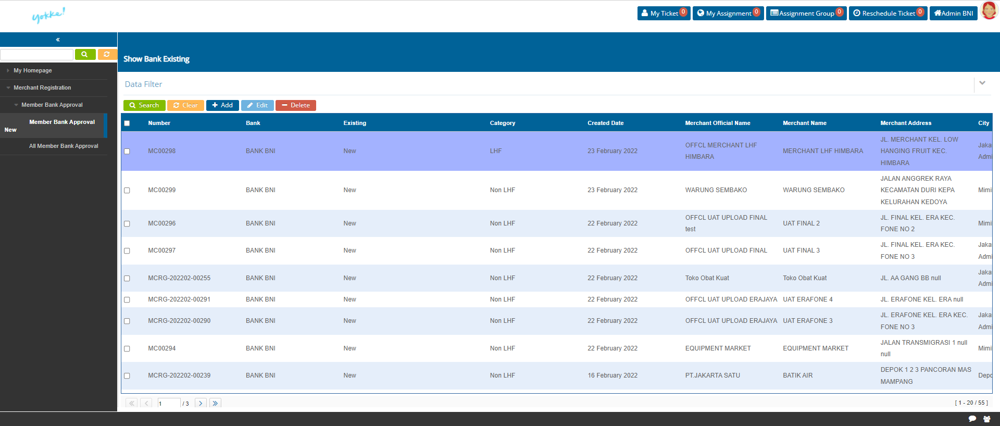 yokke!
My Ticket 0
My Assignment 0
Assignment Group 0
Reschedule Ticket 0
Admin BNI
Show Bank Existing
My Homepage
Merchant Registration
Member Bank Approval
Member Bank Approval
New
All Member Bank Approval
Data Filter
Search Clear Add Edit Delete
Number Bank Existing Category Created Date Merchant Official Name Merchant Name Merchant Address City
MC00298 BANK BNI New LHF 23 February 2022 OFFCL MERCHANT LHF HIMBARA MERCHANT LHF HIMBARA JL. MERCHANT KEL. LOW HANGING FRUIT KEC. HIMBARA Jaka Admi
MC00299 BANK BNI New Non LHF 23 February 2022 WARUNG SEMBAKO WARUNG SEMBAKO JALAN ANGGREK RAYA KECAMATAN DURI KEPA KELURAHAN KEDOYA Mimi
MC00296 BANK BNI New Non LHF 22 February 2022 OFFCL UAT UPLOAD FINAL test UAT FINAL 2 JL. FINAL KEL. ERA KEC. FONE NO 2 Mimi
MC00297 BANK BNI New Non LHF 22 February 2022 OFFCL UAT UPLOAD FINAL UAT FINAL 3 JL. FINAL KEL. ERA KEC. FONE NO 3 Jaka Admi
MCRG-202202-00255 BANK BNI New Non LHF 22 February 2022 Toko Obat Kuat Toko Obat Kuat JL. AA GANG BB null Jaka Admi
MCRG-202202-00291 BANK BNI New Non LHF 22 February 2022 OFFCL UAT UPLOAD ERAJAYA UAT ERAFONE 4 JL. ERAFONE KEL. ERA null
MCRG-202202-00290 BANK BNI New Non LHF 22 February 2022 OFFCL UAT UPLOAD ERAJAYA UAT ERAFONE 3 JL. ERAFONE KEL. ERA KEC. FONE NO 3 Jaka Admi
MC00294 BANK BNI New Non LHF 22 February 2022 EQUIPMENT MARKET EQUIPMENT MARKET JALAN TRANSMIGRASI 1 null null Mimi
MCRG-202202-00239 BANK BNI New Non LHF 16 February 2022 PT.JAKARTA SATU BATIK AIR DEPOK 1 2 3 PANCORAN MAS MAMPANG Depo
1 / 3
[ 1 - 20 / 55 ]